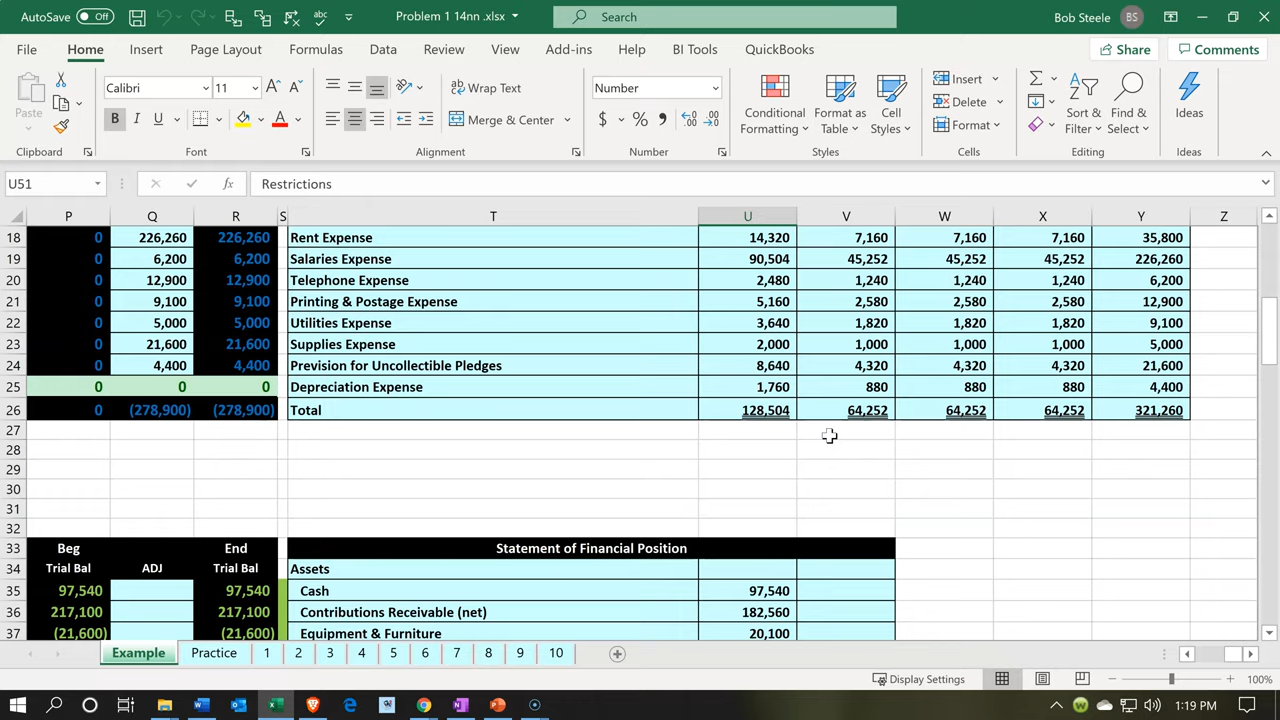 AutoSave Off abc Problem 1 14nn .xlsx Search Bob Steele BS
File Home Insert Page Layout Formulas Data Review View Add-ins Help BI Tools QuickBooks Share Comments
Paste Calibri 11 A A ab Wrap Text Number Conditional Formatting Format as Table Cell Styles Insert Σ Sort & Filter Find & Select Ideas
B I U A Merge & Center $ % , Delete Format
Clipboard Font Alignment Number Styles Cells Editing Ideas
U51 fx Restrictions
P Q R S T U V W X Y Z
18 0 226,260 226,260 Rent Expense 14,320 7,160 7,160 7,160 35,800
19 0 6,200 6,200 Salaries Expense 90,504 45,252 45,252 45,252 226,260
20 0 12,900 12,900 Telephone Expense 2,480 1,240 1,240 1,240 6,200
21 0 9,100 9,100 Printing & Postage Expense 5,160 2,580 2,580 2,580 12,900
22 0 5,000 5,000 Utilities Expense 3,640 1,820 1,820 1,820 9,100
23 0 21,600 21,600 Supplies Expense 2,000 1,000 1,000 1,000 5,000
24 0 4,400 4,400 Provision for Uncollectible Pledges 8,640 4,320 4,320 4,320 21,600
25 0 0 0 Depreciation Expense 1,760 880 880 880 4,400
26 0 (278,900) (278,900) Total 128,504 64,252 64,252 64,252 321,260
27
28
29
30
31
32
33 Beg End Statement of Financial Position
34 Trial Bal ADJ Trial Bal Assets
35 97,540 97,540 Cash 97,540
36 217,100 217,100 Contributions Receivable (net) 182,560
37 (21,600) (21,600) Equipment & Furniture 20,100
Example Practice 1 2 3 4 5 6 7 8 9 10
Display Settings 100%
1:19 PM